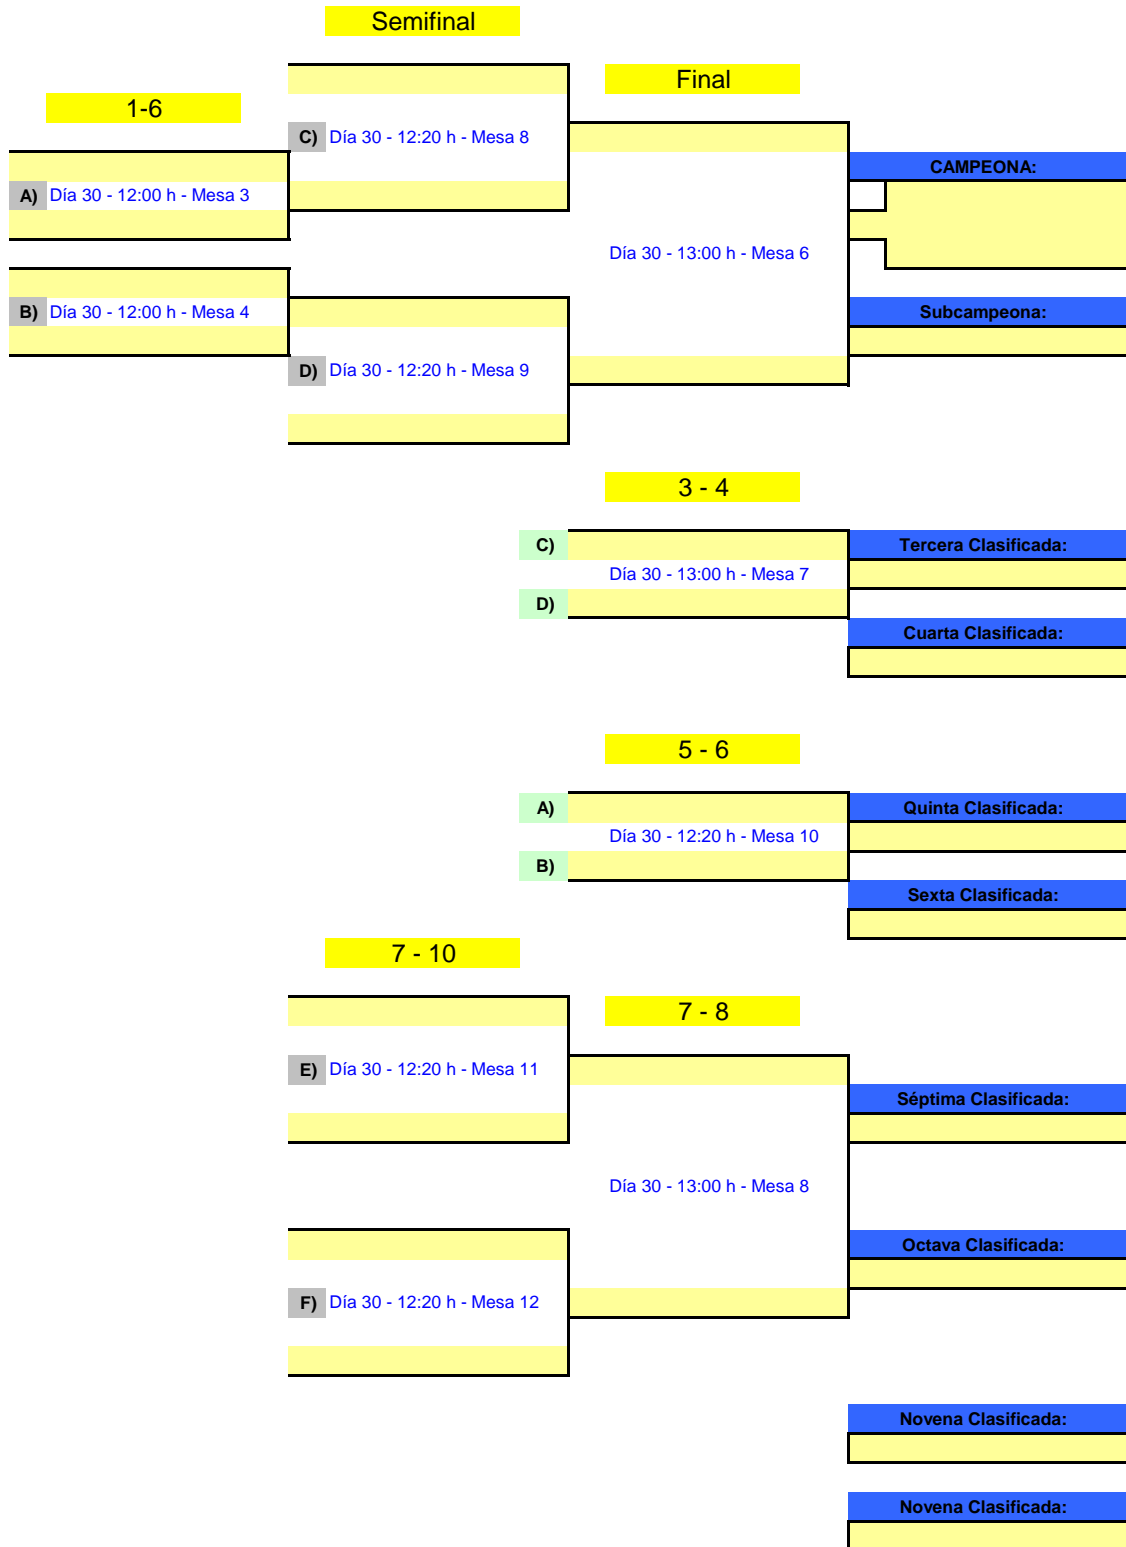 Semifinal
Final
1-6
C) Día 30 - 12:20 h - Mesa 8
CAMPEONA:
A) Día 30 - 12:00 h - Mesa 3
Día 30 - 13:00 h - Mesa 6
B) Día 30 - 12:00 h - Mesa 4
Subcampeona:
D) Día 30 - 12:20 h - Mesa 9
3 - 4
C)
Tercera Clasificada:
Día 30 - 13:00 h - Mesa 7
D)
Cuarta Clasificada:
5 - 6
A)
Quinta Clasificada:
Día 30 - 12:20 h - Mesa 10
B)
Sexta Clasificada:
7 - 10
7 - 8
E) Día 30 - 12:20 h - Mesa 11
Séptima Clasificada:
Día 30 - 13:00 h - Mesa 8
Octava Clasificada:
F) Día 30 - 12:20 h - Mesa 12
Novena Clasificada:
Novena Clasificada: